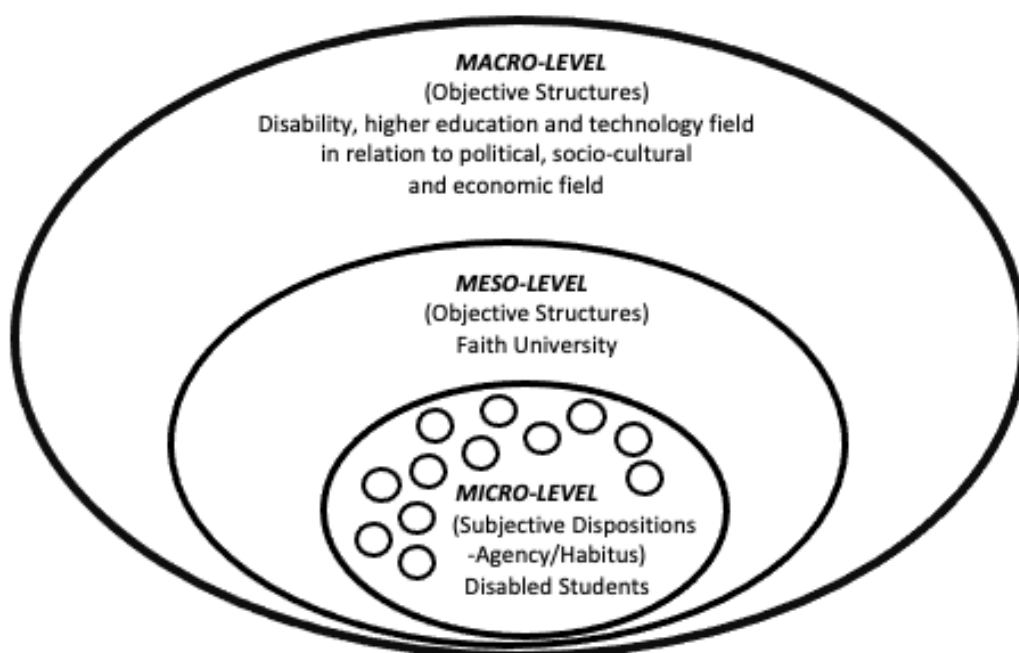 MACRO-LEVEL
(Objective Structures)
Disability, higher education and technology field
in relation to political, socio-cultural
and economic field
MESO-LEVEL
(Objective Structures)
Faith University
MICRO-LEVEL
(Subjective Dispositions
-Agency/Habitus)
Disabled Students